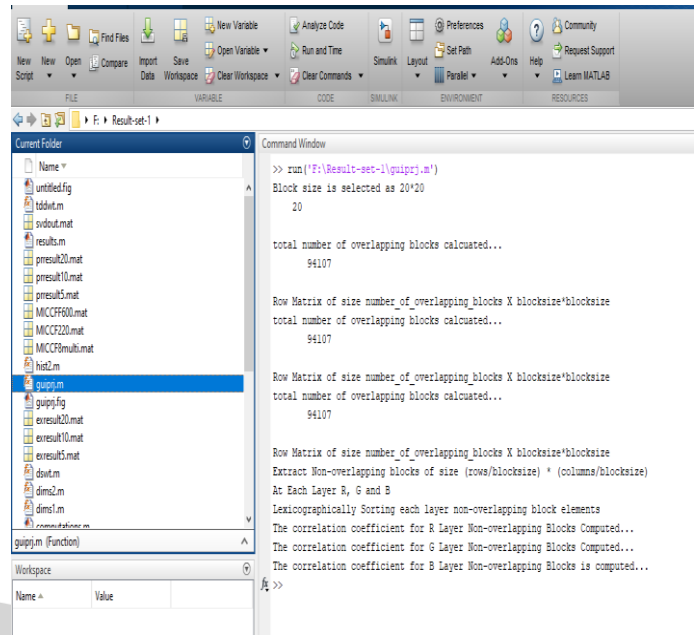 Find Files
Compare
New Script
New
Open
Import Data
Save Workspace
New Variable
Open Variable
Clear Workspace
Analyze Code
Run and Time
Clear Commands
Simulink
Layout
Preferences
Set Path
Parallel
Add-Ons
Help
Community
Request Support
Learn MATLAB
FILE
VARIABLE
CODE
SIMULINK
ENVIRONMENT
RESOURCES
F: Result-set-1
Current Folder
Name
untitled.fig
tddwt.m
svdout.mat
results.m
prresult20.mat
prresult10.mat
prresult5.mat
MICCFF600.mat
MICCF220.mat
MICCF8multi.mat
hist2.m
guiprj.m
guiprj.fig
exresult20.mat
exresult10.mat
exresult5.mat
dswt.m
dims2.m
dims1.m
computations.m
guiprj.m (Function)
Workspace
Name
Value
Command Window
>> run('F:\Result-set-1\guiprj.m')
Block size is selected as 20*20
20
total number of overlapping blocks calcuated...
94107
Row Matrix of size number_of_overlapping_blocks X blocksize*blocksize
total number of overlapping blocks calcuated...
94107
Row Matrix of size number_of_overlapping_blocks X blocksize*blocksize
total number of overlapping blocks calcuated...
94107
Row Matrix of size number_of_overlapping_blocks X blocksize*blocksize
Extract Non-overlapping blocks of size (rows/blocksize) * (columns/blocksize)
At Each Layer R, G and B
Lexicographically Sorting each layer non-overlapping block elements
The correlation coefficient for R Layer Non-overlapping Blocks Computed...
The correlation coefficient for G Layer Non-overlapping Blocks Computed...
The correlation coefficient for B Layer Non-overlapping Blocks is computed...
fx >>